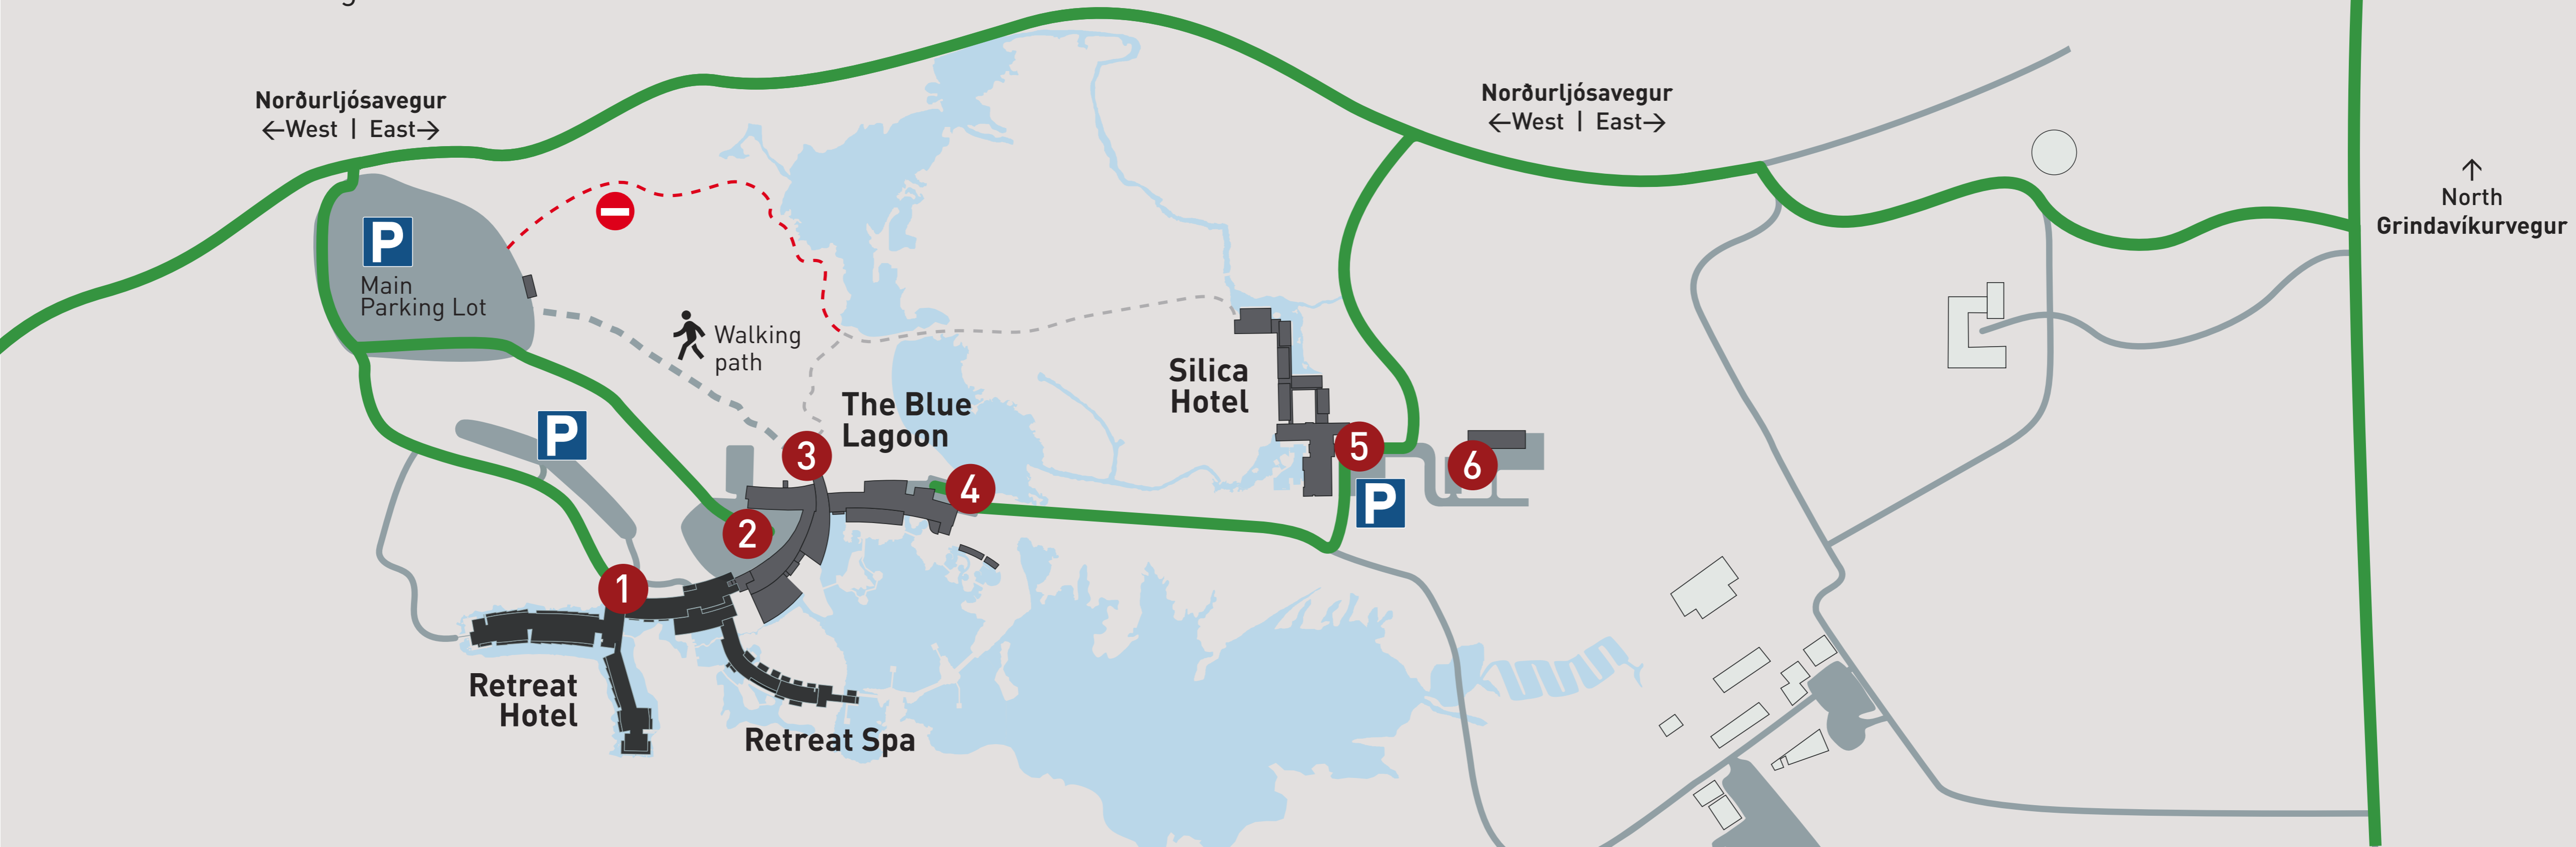 Norðurljósavegur
←West | East→
Norðurljósavegur
←West | East→
↑
North
Grindavíkurvegur
P
Main
Parking Lot
Walking
path
P
The Blue
Lagoon
Silica
Hotel
3
5
6
4
P
2
1
Retreat
Hotel
Retreat Spa